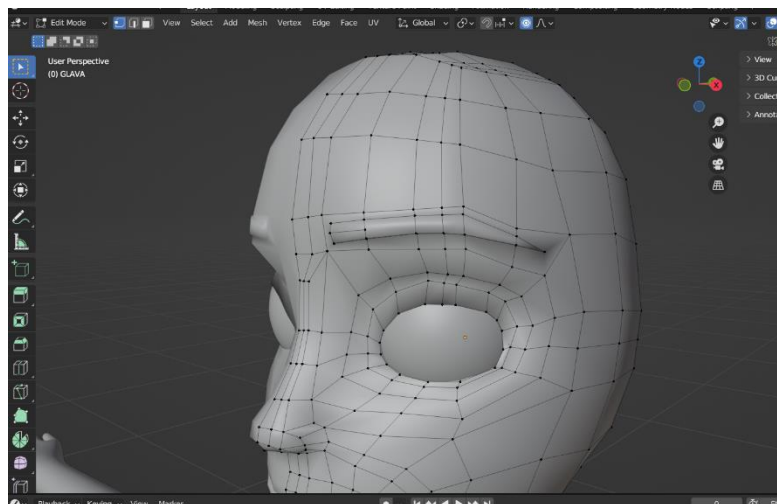 Edit Mode View Select Add Mesh Vertex Edge Face UV Global
User Perspective
(0) GLAVA
Z
X
View
3D Cu
Collect
Annota
Playback Keying View Marker